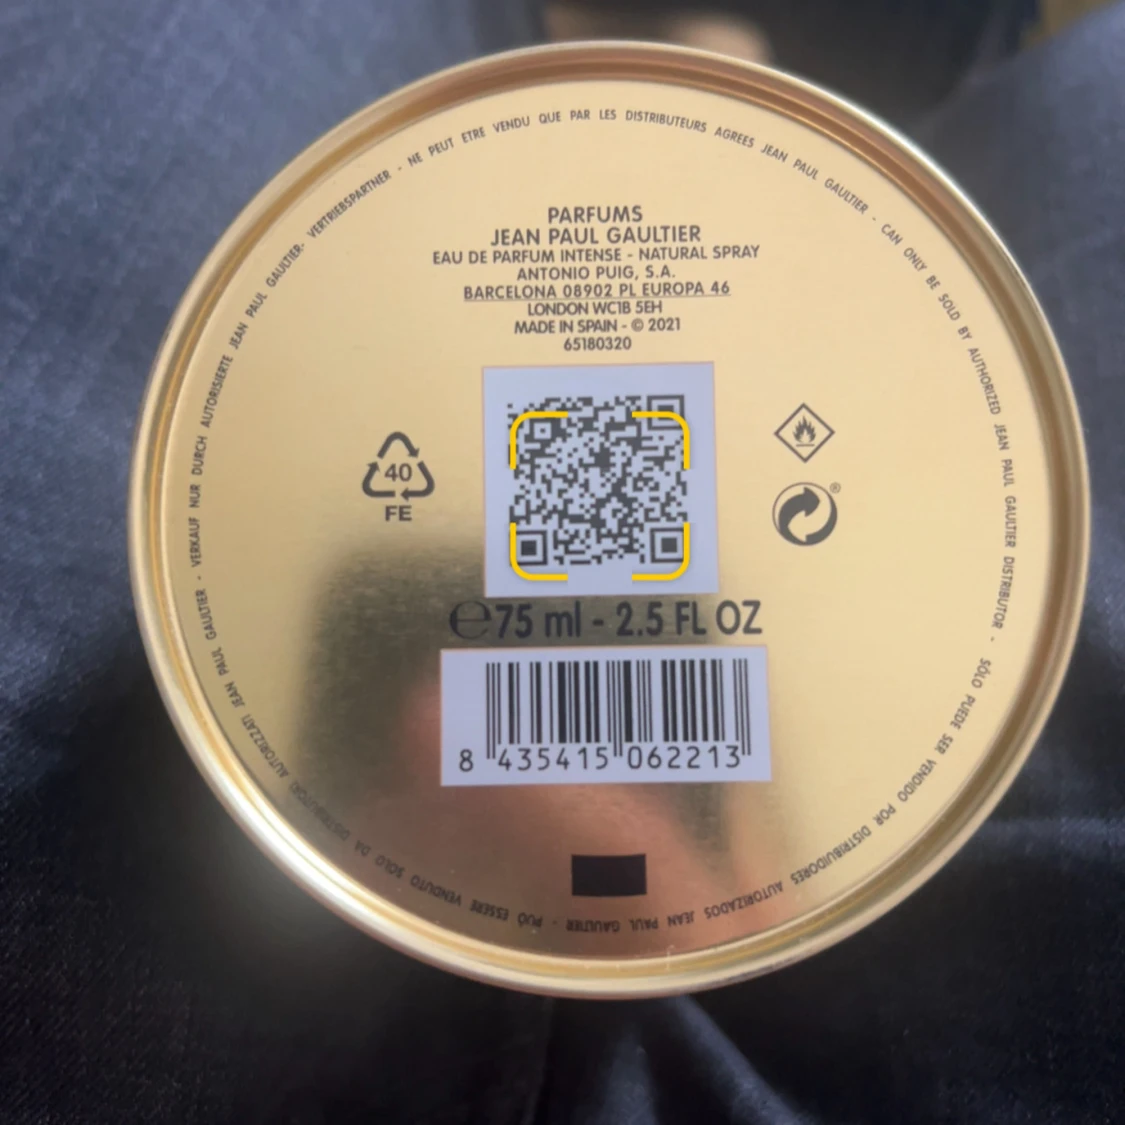 NE PEUT ETRE VENDU QUE PAR LES DISTRIBUTEURS AGREES JEAN PAUL GAULTIER - CAN ONLY BE SOLD BY AUTHORIZED JEAN PAUL GAULTIER DISTRIBUTOR - SÓLO PUEDE SER VENDIDO POR DISTRIBUIDORES AUTORIZADOS JEAN PAUL GAULTIER - PUÒ ESSERE VENDUTO SOLO DA DISTRIBUTORI AUTORIZZATI JEAN PAUL GAULTIER - VERKAUF NUR DURCH AUTORISIERTE JEAN PAUL GAULTIER- VERTRIEBSPARTNER -
PARFUMS
JEAN PAUL GAULTIER
EAU DE PARFUM INTENSE - NATURAL SPRAY
ANTONIO PUIG, S.A.
BARCELONA 08902 PL EUROPA 46
LONDON WC1B 5EH
MADE IN SPAIN - © 2021
65180320
40
FE
®
℮75 ml - 2.5 FL OZ
8 435415 062213